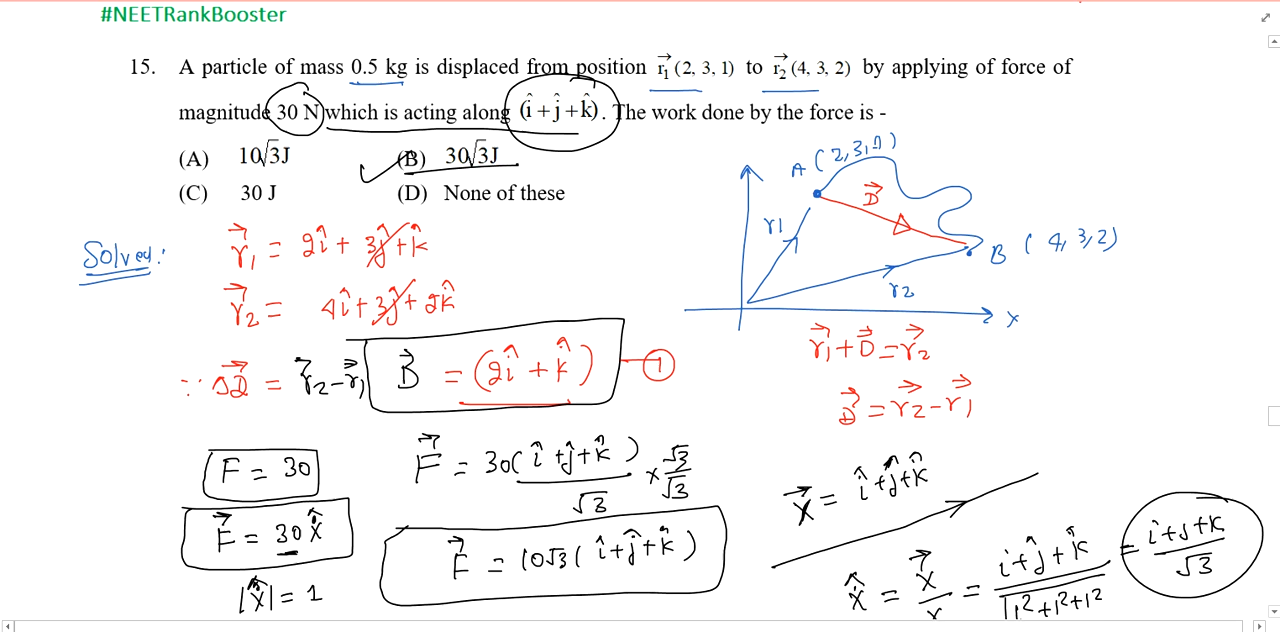 #NEETRankBooster
15. A particle of mass 0.5 kg is displaced from position r₁⃗ (2, 3, 1) to r₂⃗ (4, 3, 2) by applying of force of
magnitude 30 N which is acting along (î + ĵ + k̂). The work done by the force is -
(A) 10√3J (B) 30√3J
(C) 30 J (D) None of these
A (2,3,1)
D⃗
r1
B (4,3,2)
r2
x
Solved:
r⃗₁ = 2î + 3ĵ + k̂
r⃗₂ = 4î + 3ĵ + 2k̂
r⃗₁ + D⃗ = r⃗₂
D⃗ = r⃗₂ - r⃗₁
= r⃗₂ - r⃗₁ = (2î + k̂) ①
F = 30
F⃗ = 30 x̂
|x̂| = 1
F⃗ = 30(î + ĵ + k̂)/√3 × √3/√3
F⃗ = 10√3(î + ĵ + k̂)
X⃗ = î + ĵ + k̂
x̂ = X⃗/x = (i + ĵ + k̂)/√(1² + 1² + 1²) = (i + j + k)/√3